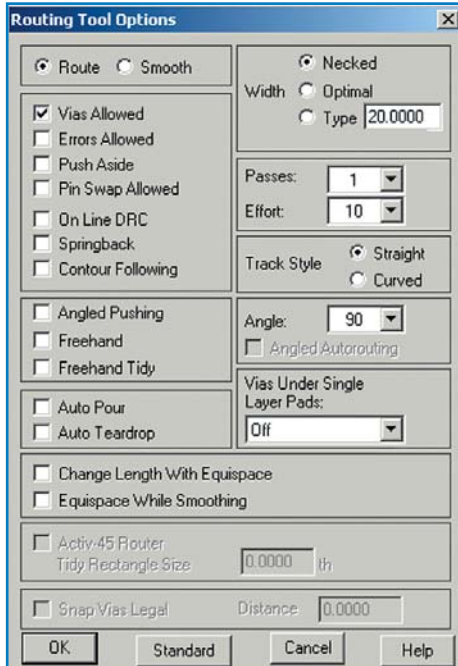 Routing Tool Options
Route Smooth
Vias Allowed
Errors Allowed
Push Aside
Pin Swap Allowed
On Line DRC
Springback
Contour Following
Angled Pushing
Freehand
Freehand Tidy
Auto Pour
Auto Teardrop
Necked
Width Optimal
Type 20.0000
Passes: 1
Effort: 10
Track Style Straight
Curved
Angle: 90
Angled Autorouting
Vias Under Single
Layer Pads:
Off
Change Length With Equispace
Equispace While Smoothing
Activ-45 Router
Tidy Rectangle Size 0.0000 th
Snap Vias Legal Distance 0.0000
OK Standard Cancel Help